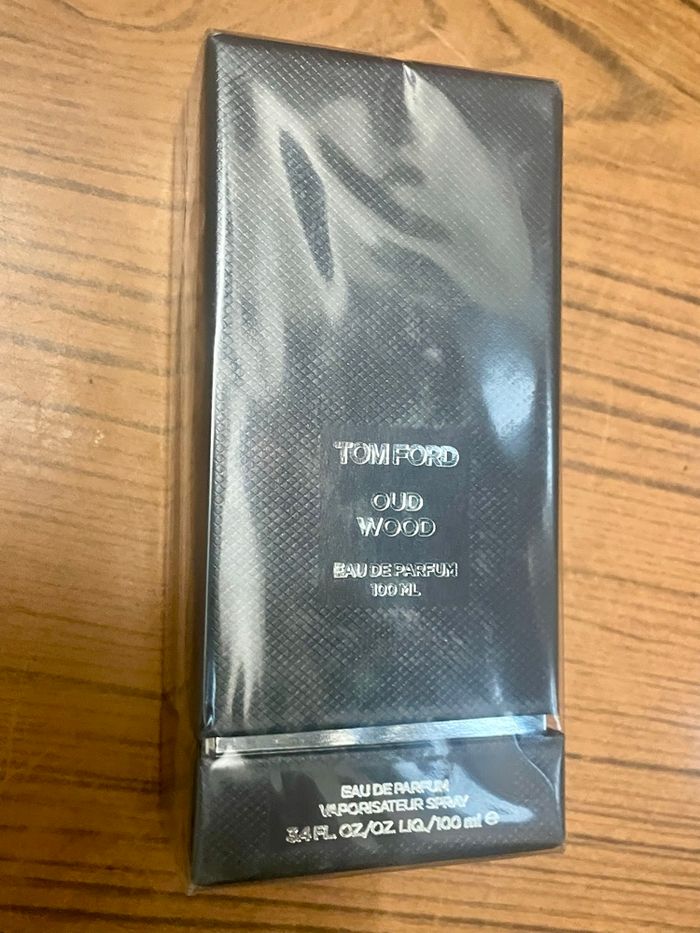 TOM FORD
OUD
WOOD
EAU DE PARFUM
100 ML
EAU DE PARFUM
VAPORISATEUR SPRAY
3.4 FL. OZ/OZ. LIQ./100 ml ℮